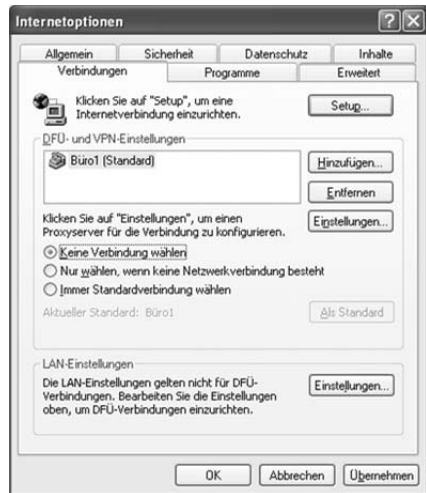 Internetoptionen
Allgemein Sicherheit Datenschutz Inhalte
Verbindungen Programme Erweitert
Klicken Sie auf "Setup", um eine
Internetverbindung einzurichten.
Setup...
DFÜ- und VPN-Einstellungen
Büro1 (Standard)
Hinzufügen...
Entfernen
Klicken Sie auf "Einstellungen", um einen
Proxyserver für die Verbindung zu konfigurieren.
Einstellungen...
Keine Verbindung wählen
Nur wählen, wenn keine Netzwerkverbindung besteht
Immer Standardverbindung wählen
Aktueller Standard: Büro1
Als Standard
LAN-Einstellungen
Die LAN-Einstellungen gelten nicht für DFÜ-
Verbindungen. Bearbeiten Sie die Einstellungen
oben, um DFÜ-Verbindungen einzurichten.
Einstellungen...
OK Abbrechen Übernehmen